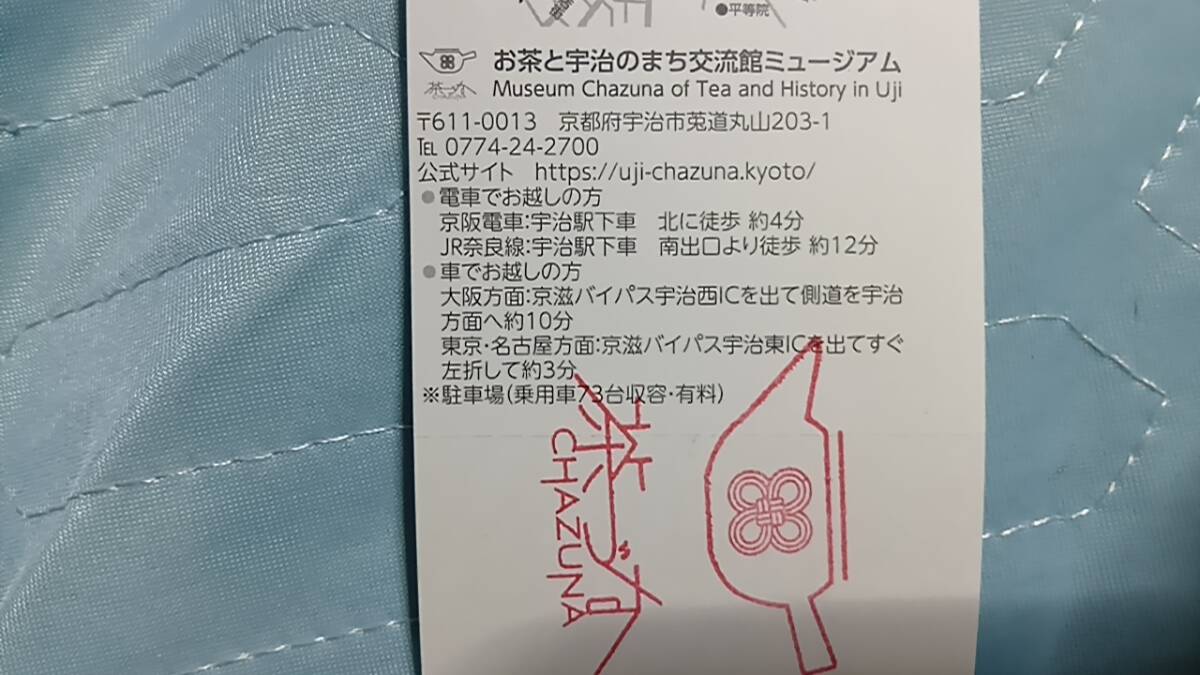 ●平等院
お茶と宇治のまち交流館ミュージアム
茶づな
Museum Chazuna of Tea and History in Uji
〒611-0013　京都府宇治市莵道丸山203-1
TEL 0774-24-2700
公式サイト　https://uji-chazuna.kyoto/
●電車でお越しの方
京阪電車:宇治駅下車　北に徒歩 約4分
JR奈良線:宇治駅下車　南出口より徒歩 約12分
●車でお越しの方
大阪方面:京滋バイパス宇治西ICを出て側道を宇治
方面へ約10分
東京・名古屋方面:京滋バイパス宇治東ICを出てすぐ
左折して約3分
※駐車場(乗用車73台収容・有料)
茶づな
CHAZUNA